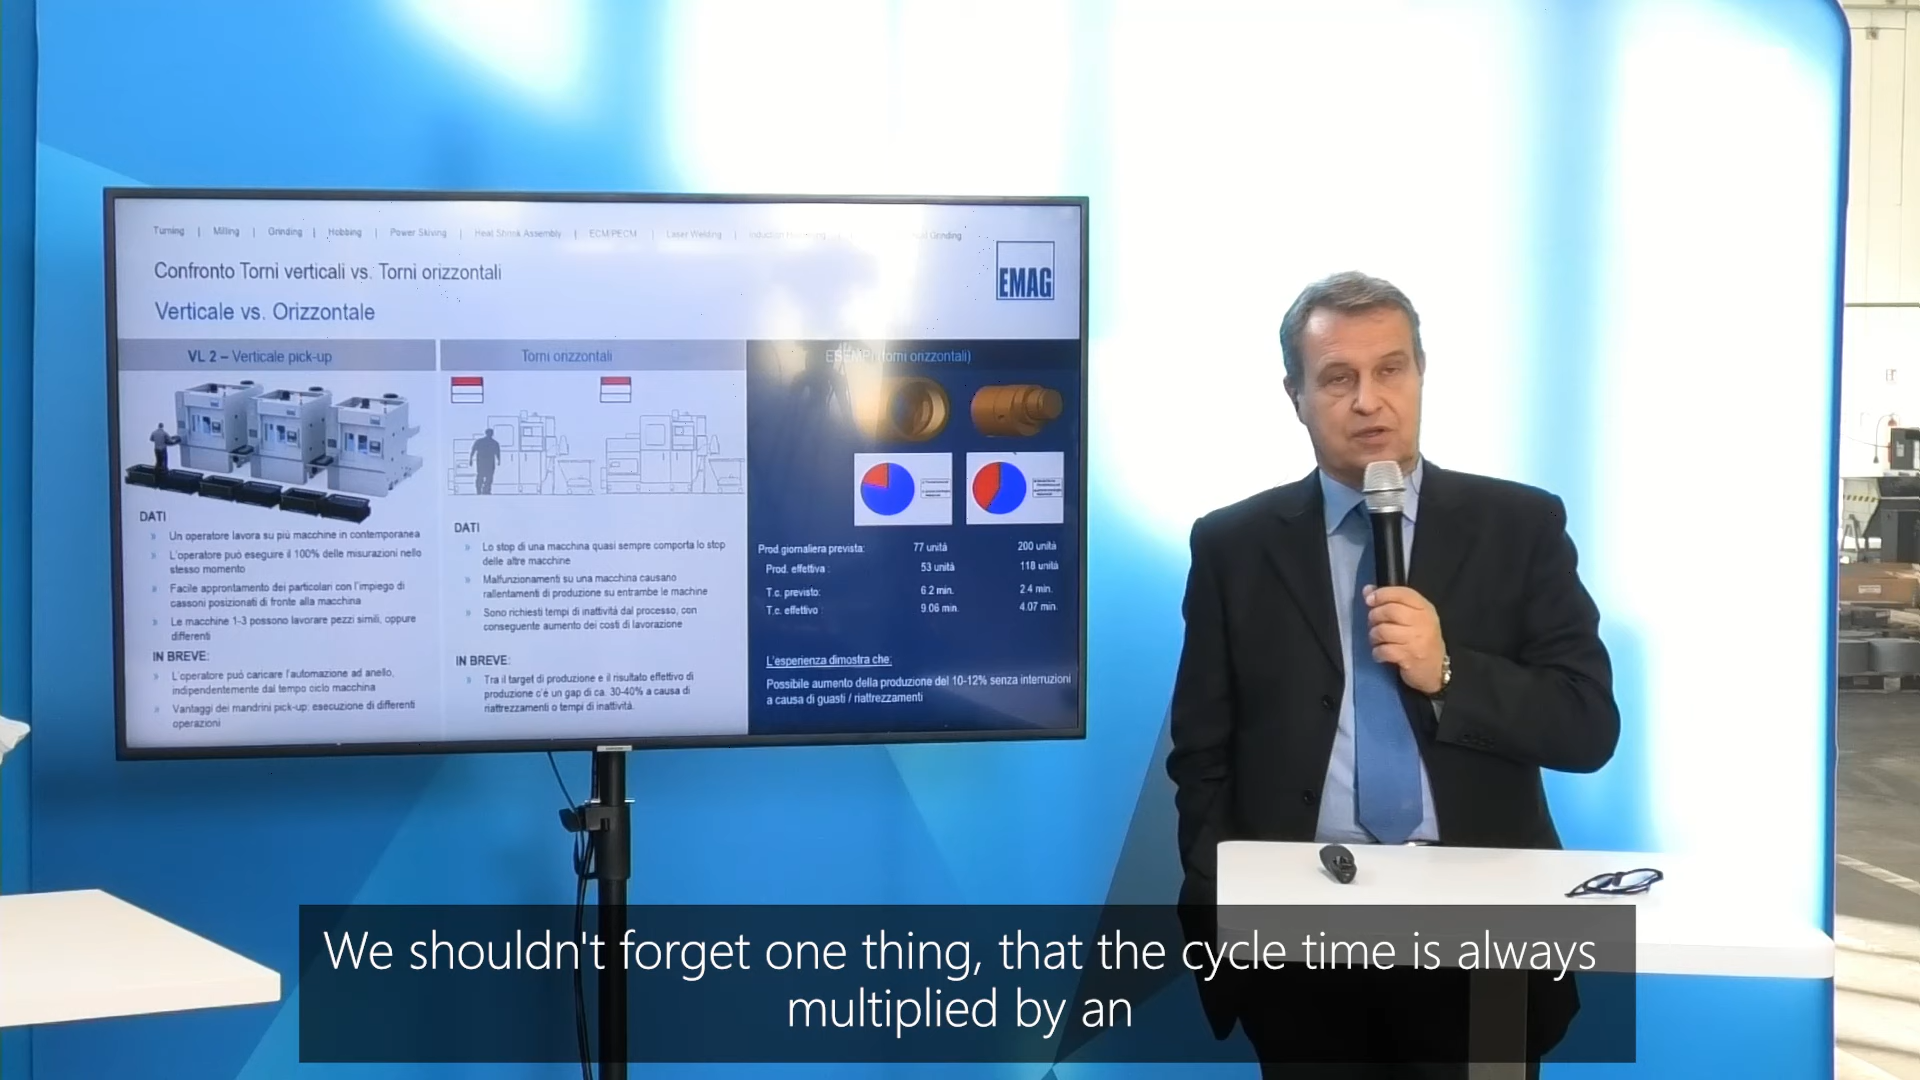 Turning | Milling | Grinding | Hobbing | Power Skiving | Heat Shrink Assembly | ECM/PECM | Laser Welding | Induction Grinding
Confronto Torni verticali vs. Torni orizzontali
EMAG
Verticale vs. Orizzontale
VL 2 – Verticale pick-up
DATI
» Un operatore lavora su più macchine in contemporanea
» L'operatore può eseguire il 100% delle misurazioni nello
stesso momento
» Facile approntamento dei particolari con l'impiego di
cassoni posizionati di fronte alla macchina
» Le macchine 1-3 possono lavorare pezzi simili, oppure
differenti
IN BREVE:
» L'operatore può caricare l'automazione ad anello,
indipendentemente dal tempo ciclo macchina
» Vantaggi dei mandrini pick-up: esecuzione di differenti
operazioni
Torni orizzontali
DATI
» Lo stop di una macchina quasi sempre comporta lo stop
delle altre macchine
» Malfunzionamenti su una macchina causano
rallentamenti di produzione su entrambe le machine
» Sono richiesti tempi di inattività dal processo, con
conseguente aumento dei costi di lavorazione
IN BREVE:
» Tra il target di produzione e il risultato effettivo di
produzione c'è un gap di ca. 30-40% a causa di
riattrezzamenti o tempi di inattività.
ESEMPI (torni orizzontali)
Prod.giornaliera prevista: 77 unità 200 unità
Prod. effettiva : 53 unità 118 unità
T.c. previsto: 6.2 min. 2.4 min.
T.c. effettivo : 9.06 min. 4.07 min.
L'esperienza dimostra che:
Possibile aumento della produzione del 10-12% senza interruzioni
a causa di guasti / riattrezzamenti
We shouldn't forget one thing, that the cycle time is always
multiplied by an